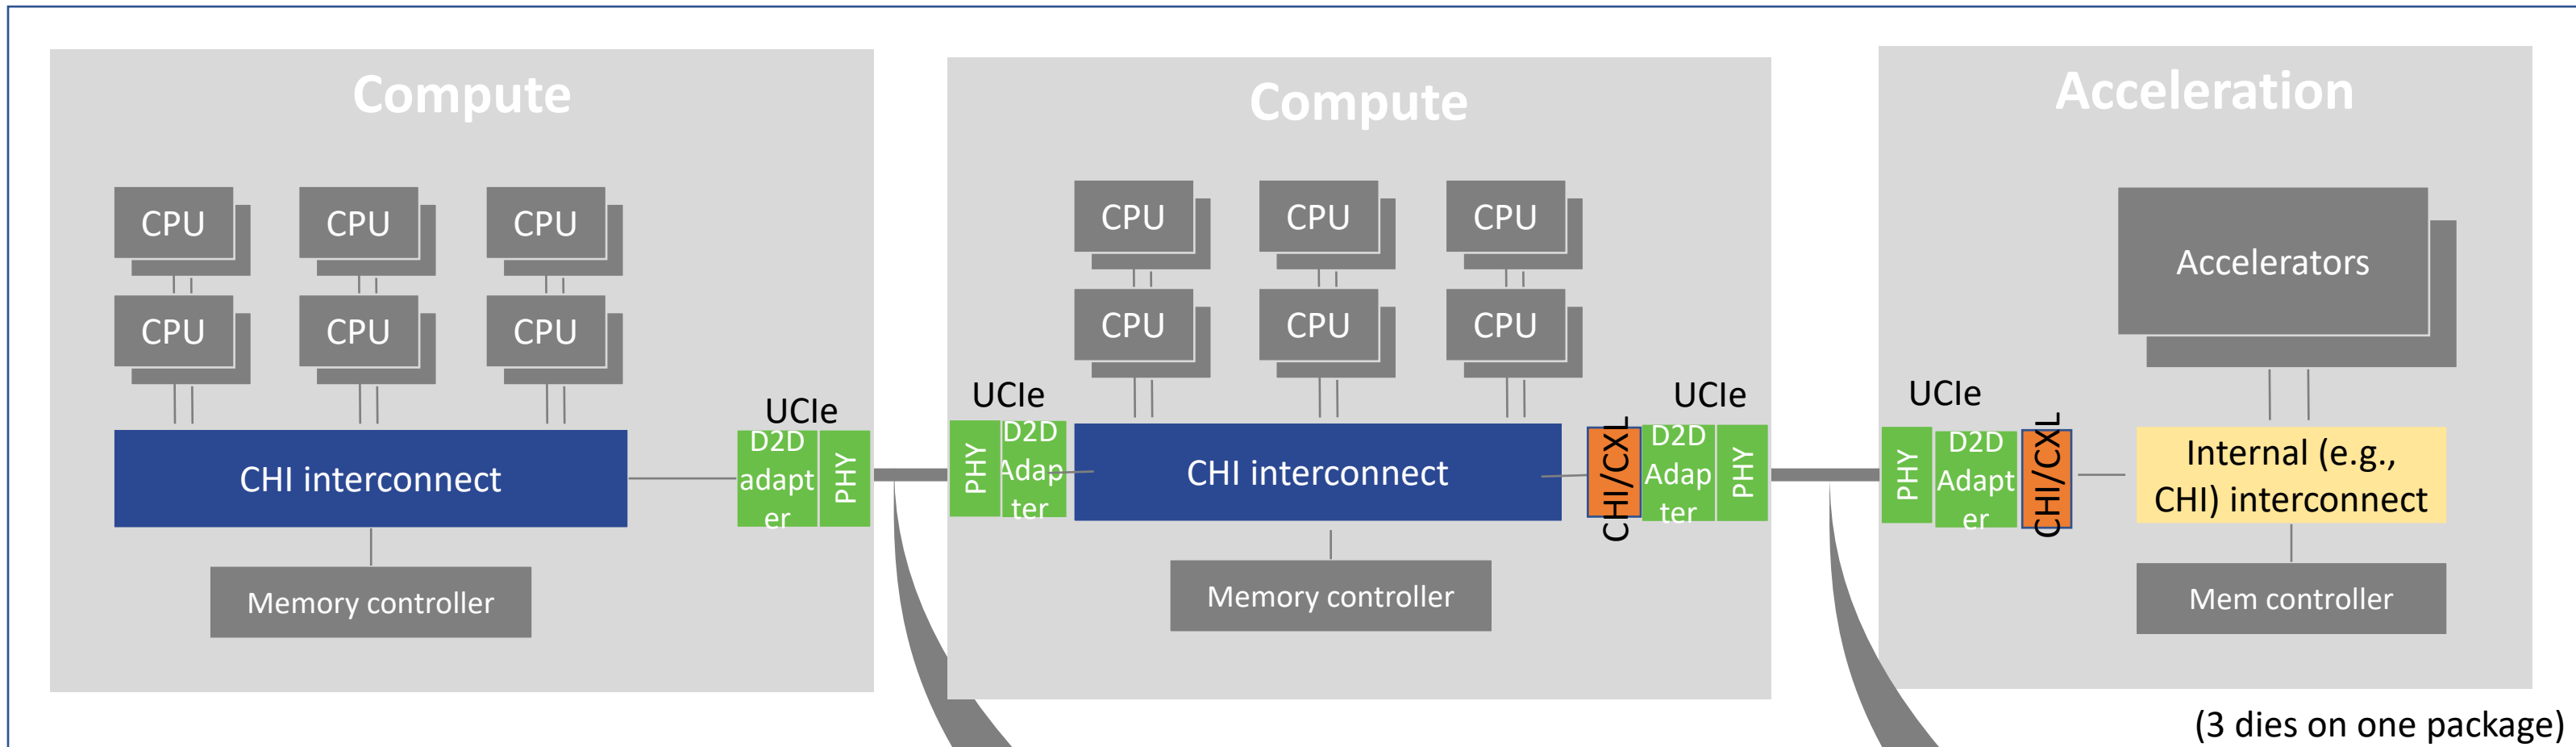 Compute
CPU
CPU
CPU
CPU
CPU
CPU
UCIe
CHI interconnect
D2D
adapt
er
PHY
Memory controller
Compute
CPU
CPU
CPU
CPU
CPU
CPU
UCIe
PHY
D2D
Adap
ter
CHI interconnect
UCIe
CHI/CXL
D2D
Adap
ter
PHY
Memory controller
Acceleration
Accelerators
UCIe
PHY
D2D
Adapt
er
CHI/CXL
Internal (e.g.,
CHI) interconnect
Mem controller
(3 dies on one package)